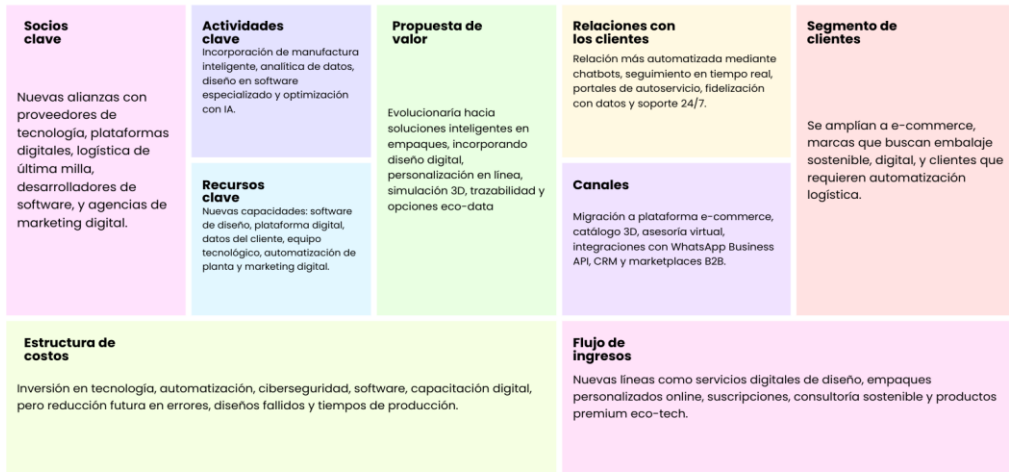 Socios
clave
Nuevas alianzas con
proveedores de
tecnología, plataformas
digitales, logística de
última milla,
desarrolladores de
software, y agencias de
marketing digital.
Actividades
clave
Incorporación de manufactura
inteligente, analítica de datos,
diseño en software
especializado y optimización
con IA.
Recursos
clave
Nuevas capacidades: software
de diseño, plataforma digital,
datos del cliente, equipo
tecnológico, automatización de
planta y marketing digital.
Propuesta de
valor
Evolucionaría hacia
soluciones inteligentes en
empaques, incorporando
diseño digital,
personalización en línea,
simulación 3D, trazabilidad y
opciones eco-data
Relaciones con
los clientes
Relación más automatizada mediante
chatbots, seguimiento en tiempo real,
portales de autoservicio, fidelización
con datos y soporte 24/7.
Canales
Migración a plataforma e-commerce,
catálogo 3D, asesoría virtual,
integraciones con WhatsApp Business
API, CRM y marketplaces B2B.
Segmento de
clientes
Se amplían a e-commerce,
marcas que buscan embalaje
sostenible, digital, y clientes que
requieren automatización
logística.
Estructura de
costos
Inversión en tecnología, automatización, ciberseguridad, software, capacitación digital,
pero reducción futura en errores, diseños fallidos y tiempos de producción.
Flujo de
ingresos
Nuevas líneas como servicios digitales de diseño, empaques
personalizados online, suscripciones, consultoría sostenible y productos
premium eco-tech.